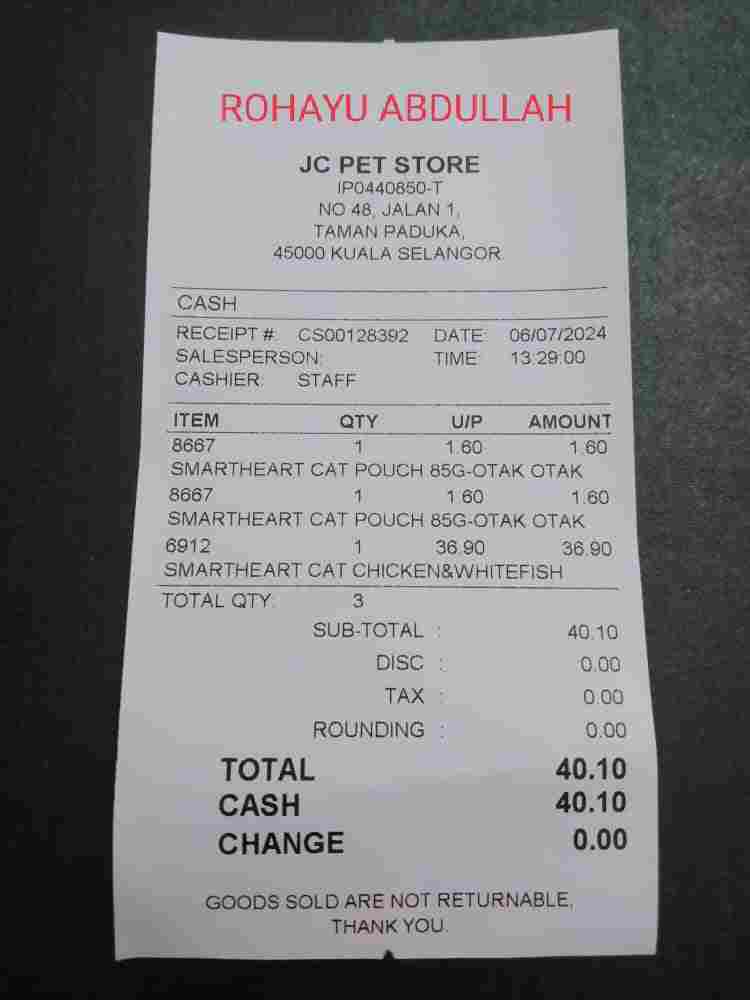 ROHAYU ABDULLAH
JC PET STORE
IP0440850-T
NO 48, JALAN 1,
TAMAN PADUKA,
45000 KUALA SELANGOR
CASH
RECEIPT # CS00128392 DATE: 06/07/2024
SALESPERSON: TIME: 13:29:00
CASHIER: STAFF
ITEM QTY U/P AMOUNT
8667 1 1.60 1.60
SMARTHEART CAT POUCH 85G-OTAK OTAK
8667 1 1.60 1.60
SMARTHEART CAT POUCH 85G-OTAK OTAK
6912 1 36.90 36.90
SMARTHEART CAT CHICKEN&WHITEFISH
TOTAL QTY: 3
SUB-TOTAL : 40.10
DISC : 0.00
TAX : 0.00
ROUNDING : 0.00
TOTAL 40.10
CASH 40.10
CHANGE 0.00
GOODS SOLD ARE NOT RETURNABLE,
THANK YOU.